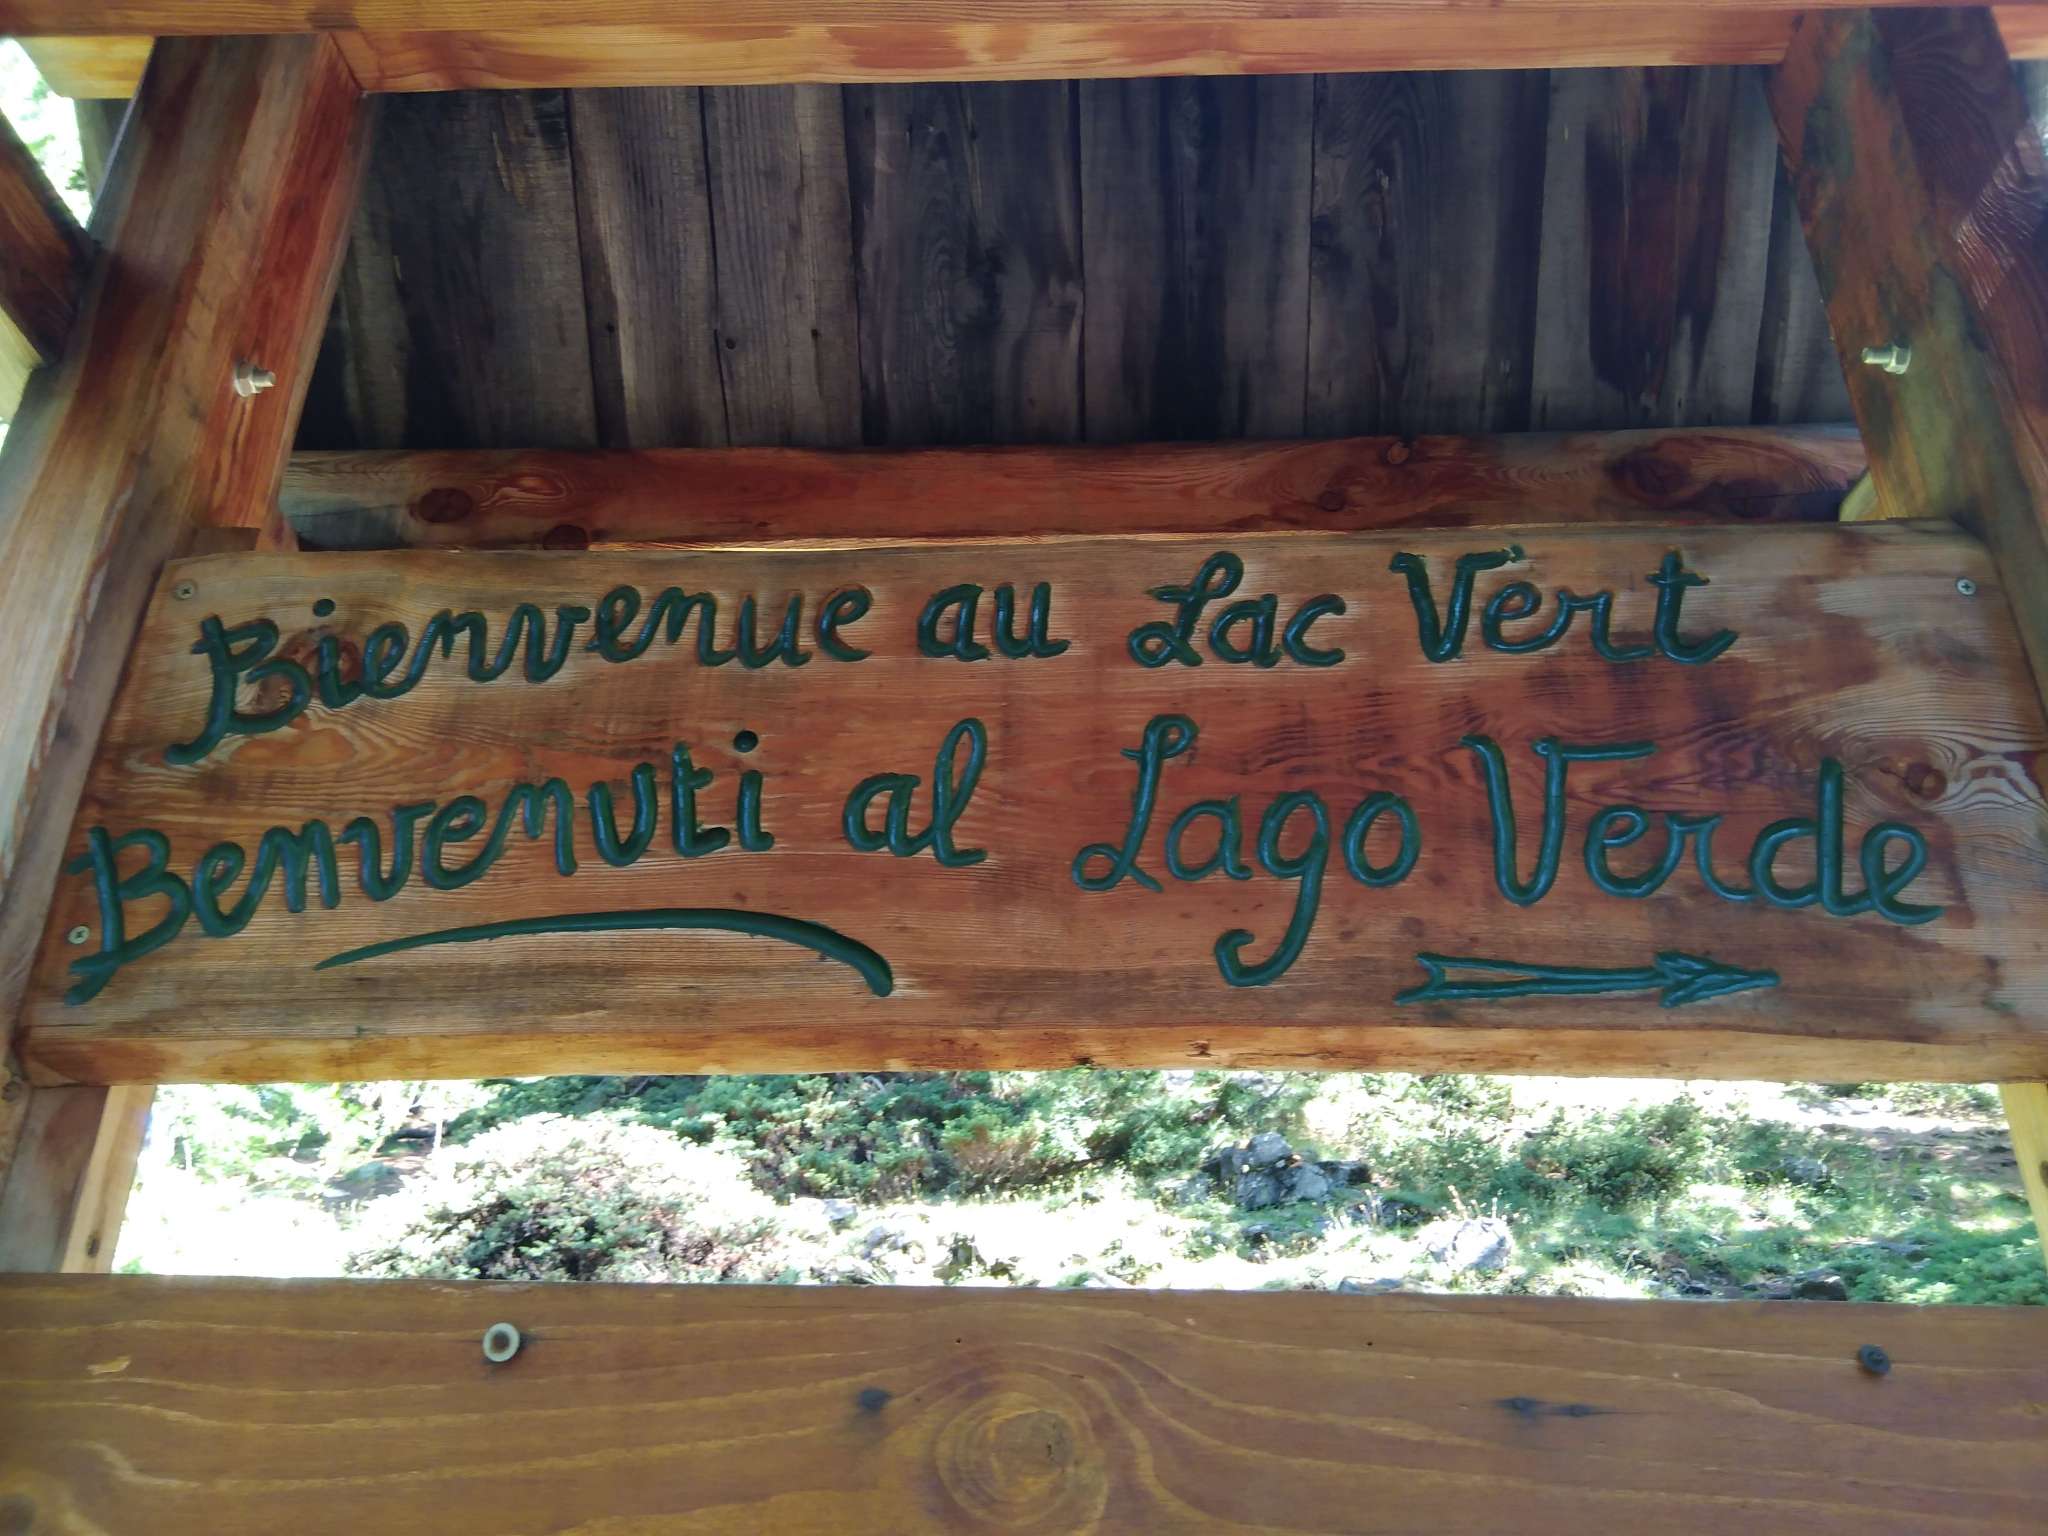 Bienvenue au Lac Vert
Benvenuti al Lago Verde